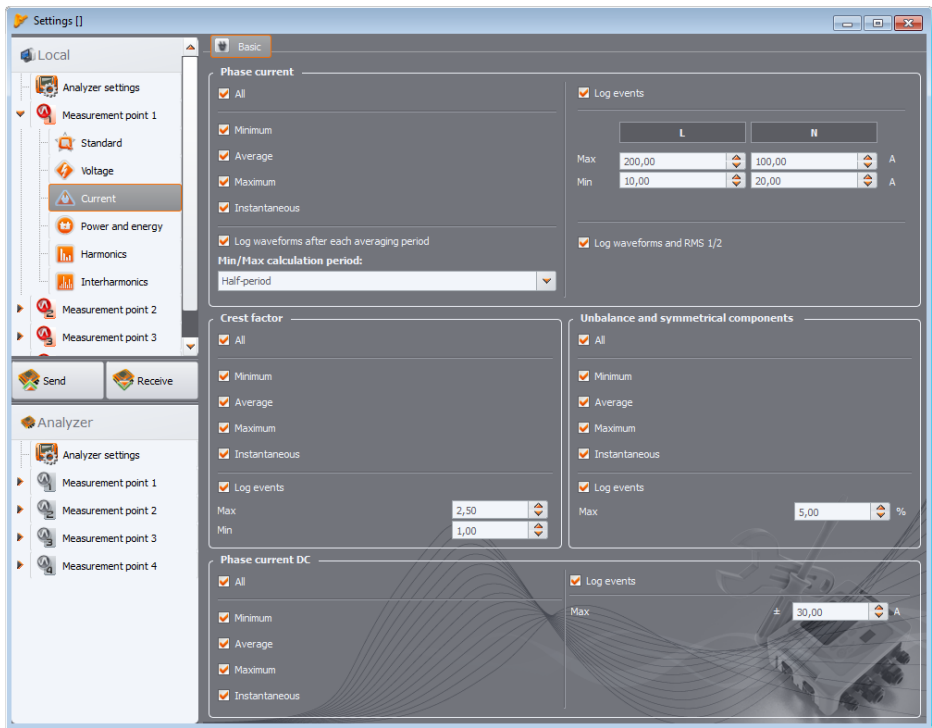 Settings []
Local
Analyzer settings
Measurement point 1
Standard
Voltage
Current
Power and energy
Harmonics
Interharmonics
Measurement point 2
Measurement point 3
Send
Receive
Analyzer
Analyzer settings
Measurement point 1
Measurement point 2
Measurement point 3
Measurement point 4
Basic
Phase current
All
Minimum
Average
Maximum
Instantaneous
Log waveforms after each averaging period
Min/Max calculation period:
Half-period
Log events
L N
Max 200,00 100,00 A
Min 10,00 20,00 A
Log waveforms and RMS 1/2
Crest factor
All
Minimum
Average
Maximum
Instantaneous
Log events
Max 2,50
Min 1,00
Unbalance and symmetrical components
All
Minimum
Average
Maximum
Instantaneous
Log events
Max 5,00 %
Phase current DC
All
Minimum
Average
Maximum
Instantaneous
Log events
Max ± 30,00 A